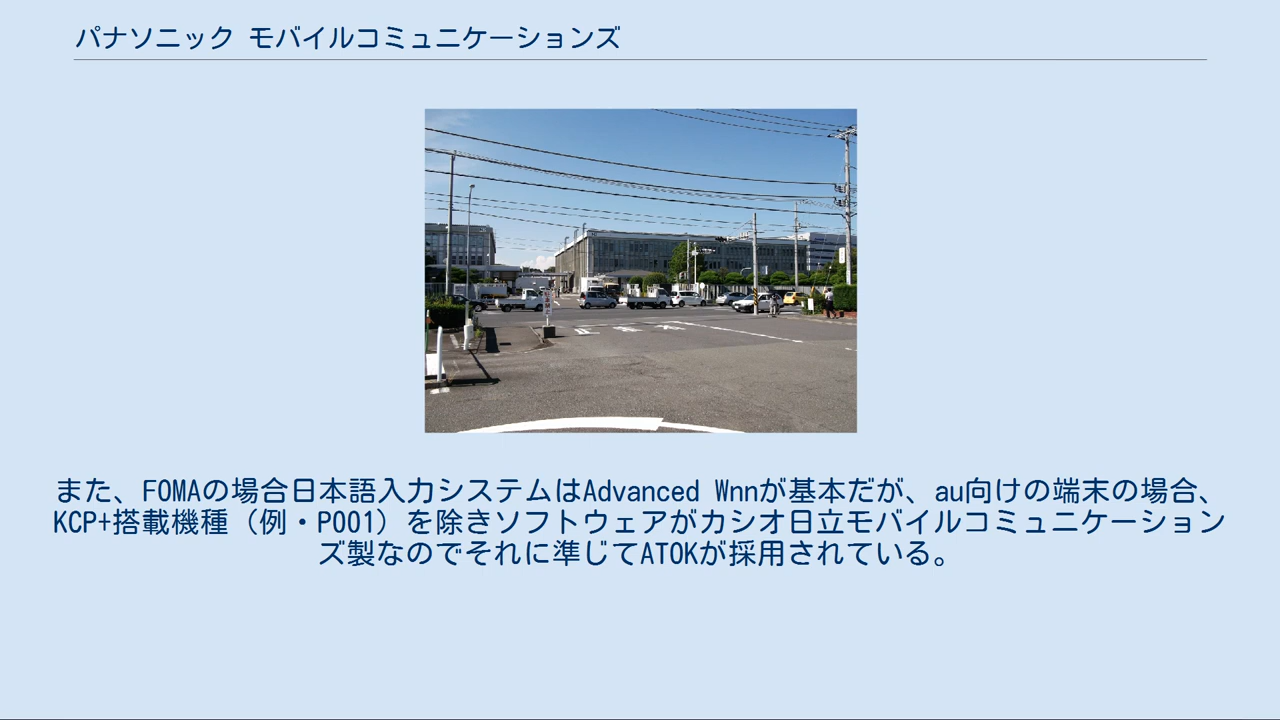 パナソニック モバイルコミュニケーションズ
また、FOMAの場合日本語入力システムはAdvanced Wnnが基本だが、au向けの端末の場合、
KCP+搭載機種（例・P001）を除きソフトウェアがカシオ日立モバイルコミュニケーション
ズ製なのでそれに準じてATOKが採用されている。